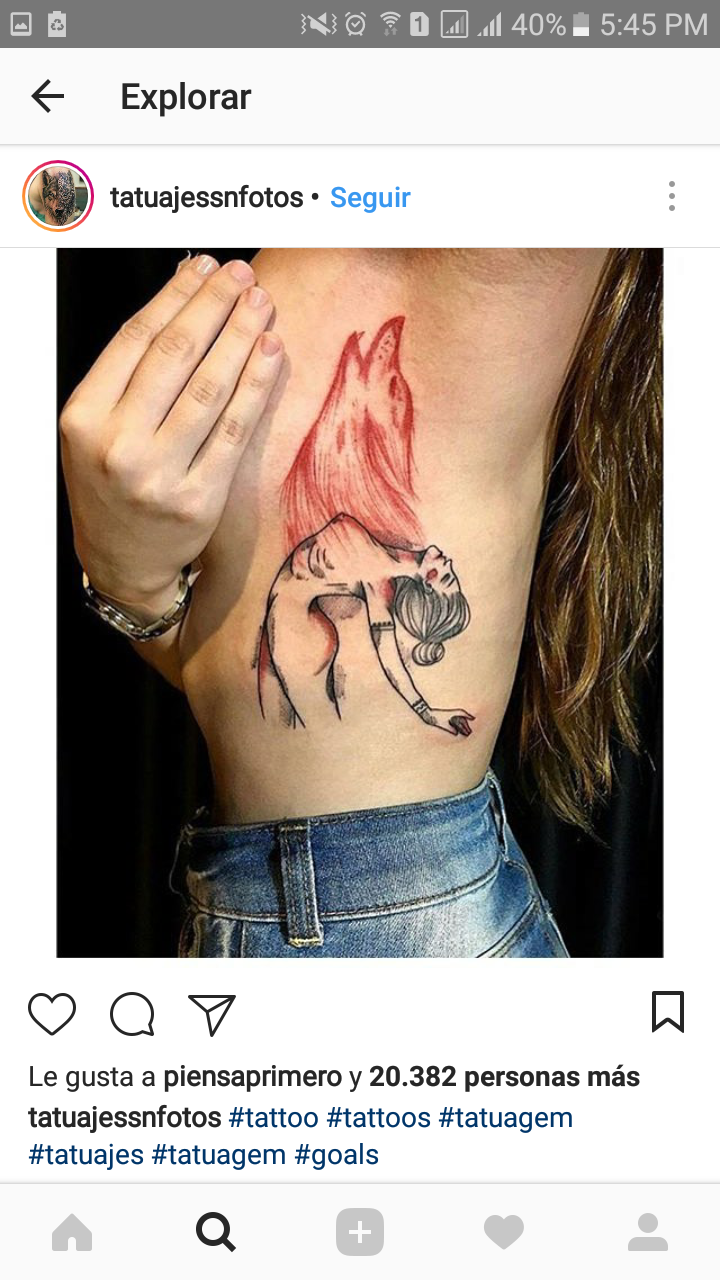 1 40% 5:45 PM
Explorar
tatuajessnfotos • Seguir
Le gusta a piensaprimero y 20.382 personas más
tatuajessnfotos #tattoo #tattoos #tatuagem
#tatuajes #tatuagem #goals